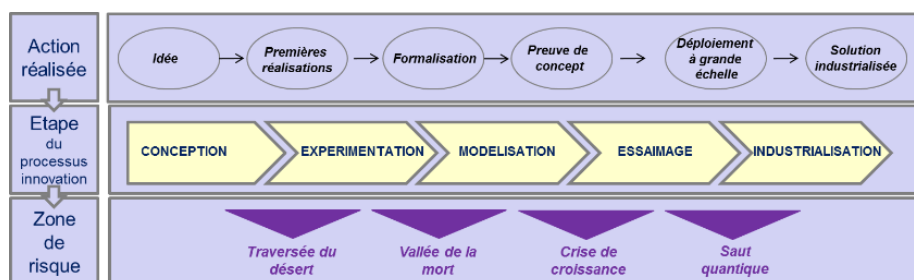 Action
réalisée
Idée
Premières
réalisations
Formalisation
Preuve de
concept
Déploiement
à grande
échelle
Solution
industrialisée
Etape
du
processus
innovation
CONCEPTION
EXPERIMENTATION
MODELISATION
ESSAIMAGE
INDUSTRIALISATION
Zone
de
risque
Traversée du
désert
Vallée de la
mort
Crise de
croissance
Saut
quantique